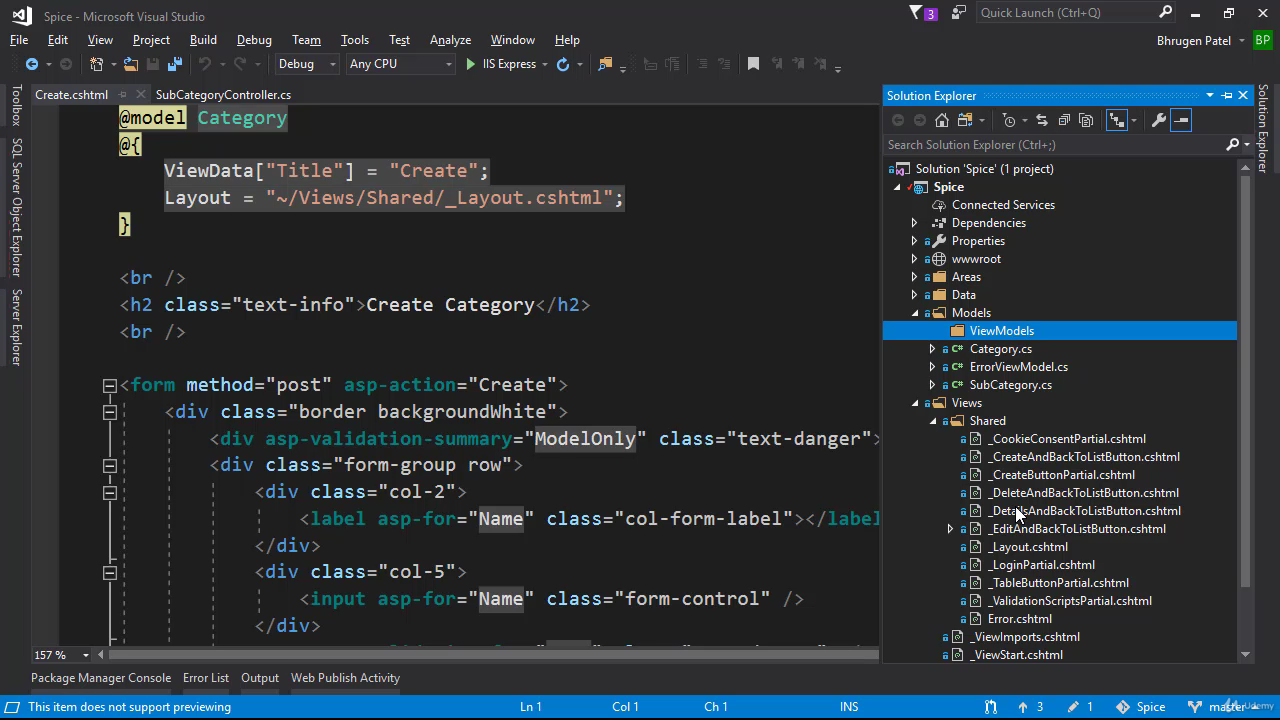 Spice - Microsoft Visual Studio
3
Quick Launch (Ctrl+Q)
File Edit View Project Build Debug Team Tools Test Analyze Window Help
Bhrugen Patel BP
Debug Any CPU IIS Express
Toolbox
SQL Server Object Explorer
Server Explorer
Create.cshtml SubCategoryController.cs
@model Category
@{
ViewData["Title"] = "Create";
Layout = "~/Views/Shared/_Layout.cshtml";
}
<br />
<h2 class="text-info">Create Category</h2>
<br />
<form method="post" asp-action="Create">
<div class="border backgroundWhite">
<div asp-validation-summary="ModelOnly" class="text-danger">
<div class="form-group row">
<div class="col-2">
<label asp-for="Name" class="col-form-label"></label
</div>
<div class="col-5">
<input asp-for="Name" class="form-control" />
</div>
157 %
Solution Explorer
Search Solution Explorer (Ctrl+;)
Solution 'Spice' (1 project)
Spice
Connected Services
Dependencies
Properties
wwwroot
Areas
Data
Models
ViewModels
Category.cs
ErrorViewModel.cs
SubCategory.cs
Views
Shared
_CookieConsentPartial.cshtml
_CreateAndBackToListButton.cshtml
_CreateButtonPartial.cshtml
_DeleteAndBackToListButton.cshtml
_DetailsAndBackToListButton.cshtml
_EditAndBackToListButton.cshtml
_Layout.cshtml
_LoginPartial.cshtml
_TableButtonPartial.cshtml
_ValidationScriptsPartial.cshtml
Error.cshtml
_ViewImports.cshtml
_ViewStart.cshtml
Solution Explorer
Package Manager Console Error List Output Web Publish Activity
This item does not support previewing Ln 1 Col 1 Ch 1 INS 3 1 Spice master
Udemy